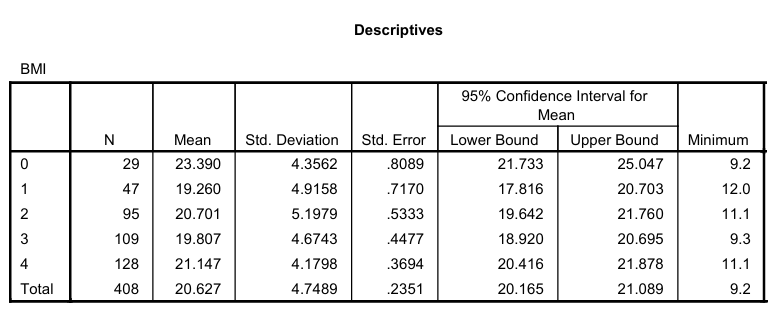 Descriptives
BMI
95% Confidence Interval for
Mean
N Mean Std. Deviation Std. Error Lower Bound Upper Bound Minimum
0 29 23.390 4.3562 .8089 21.733 25.047 9.2
1 47 19.260 4.9158 .7170 17.816 20.703 12.0
2 95 20.701 5.1979 .5333 19.642 21.760 11.1
3 109 19.807 4.6743 .4477 18.920 20.695 9.3
4 128 21.147 4.1798 .3694 20.416 21.878 11.1
Total 408 20.627 4.7489 .2351 20.165 21.089 9.2